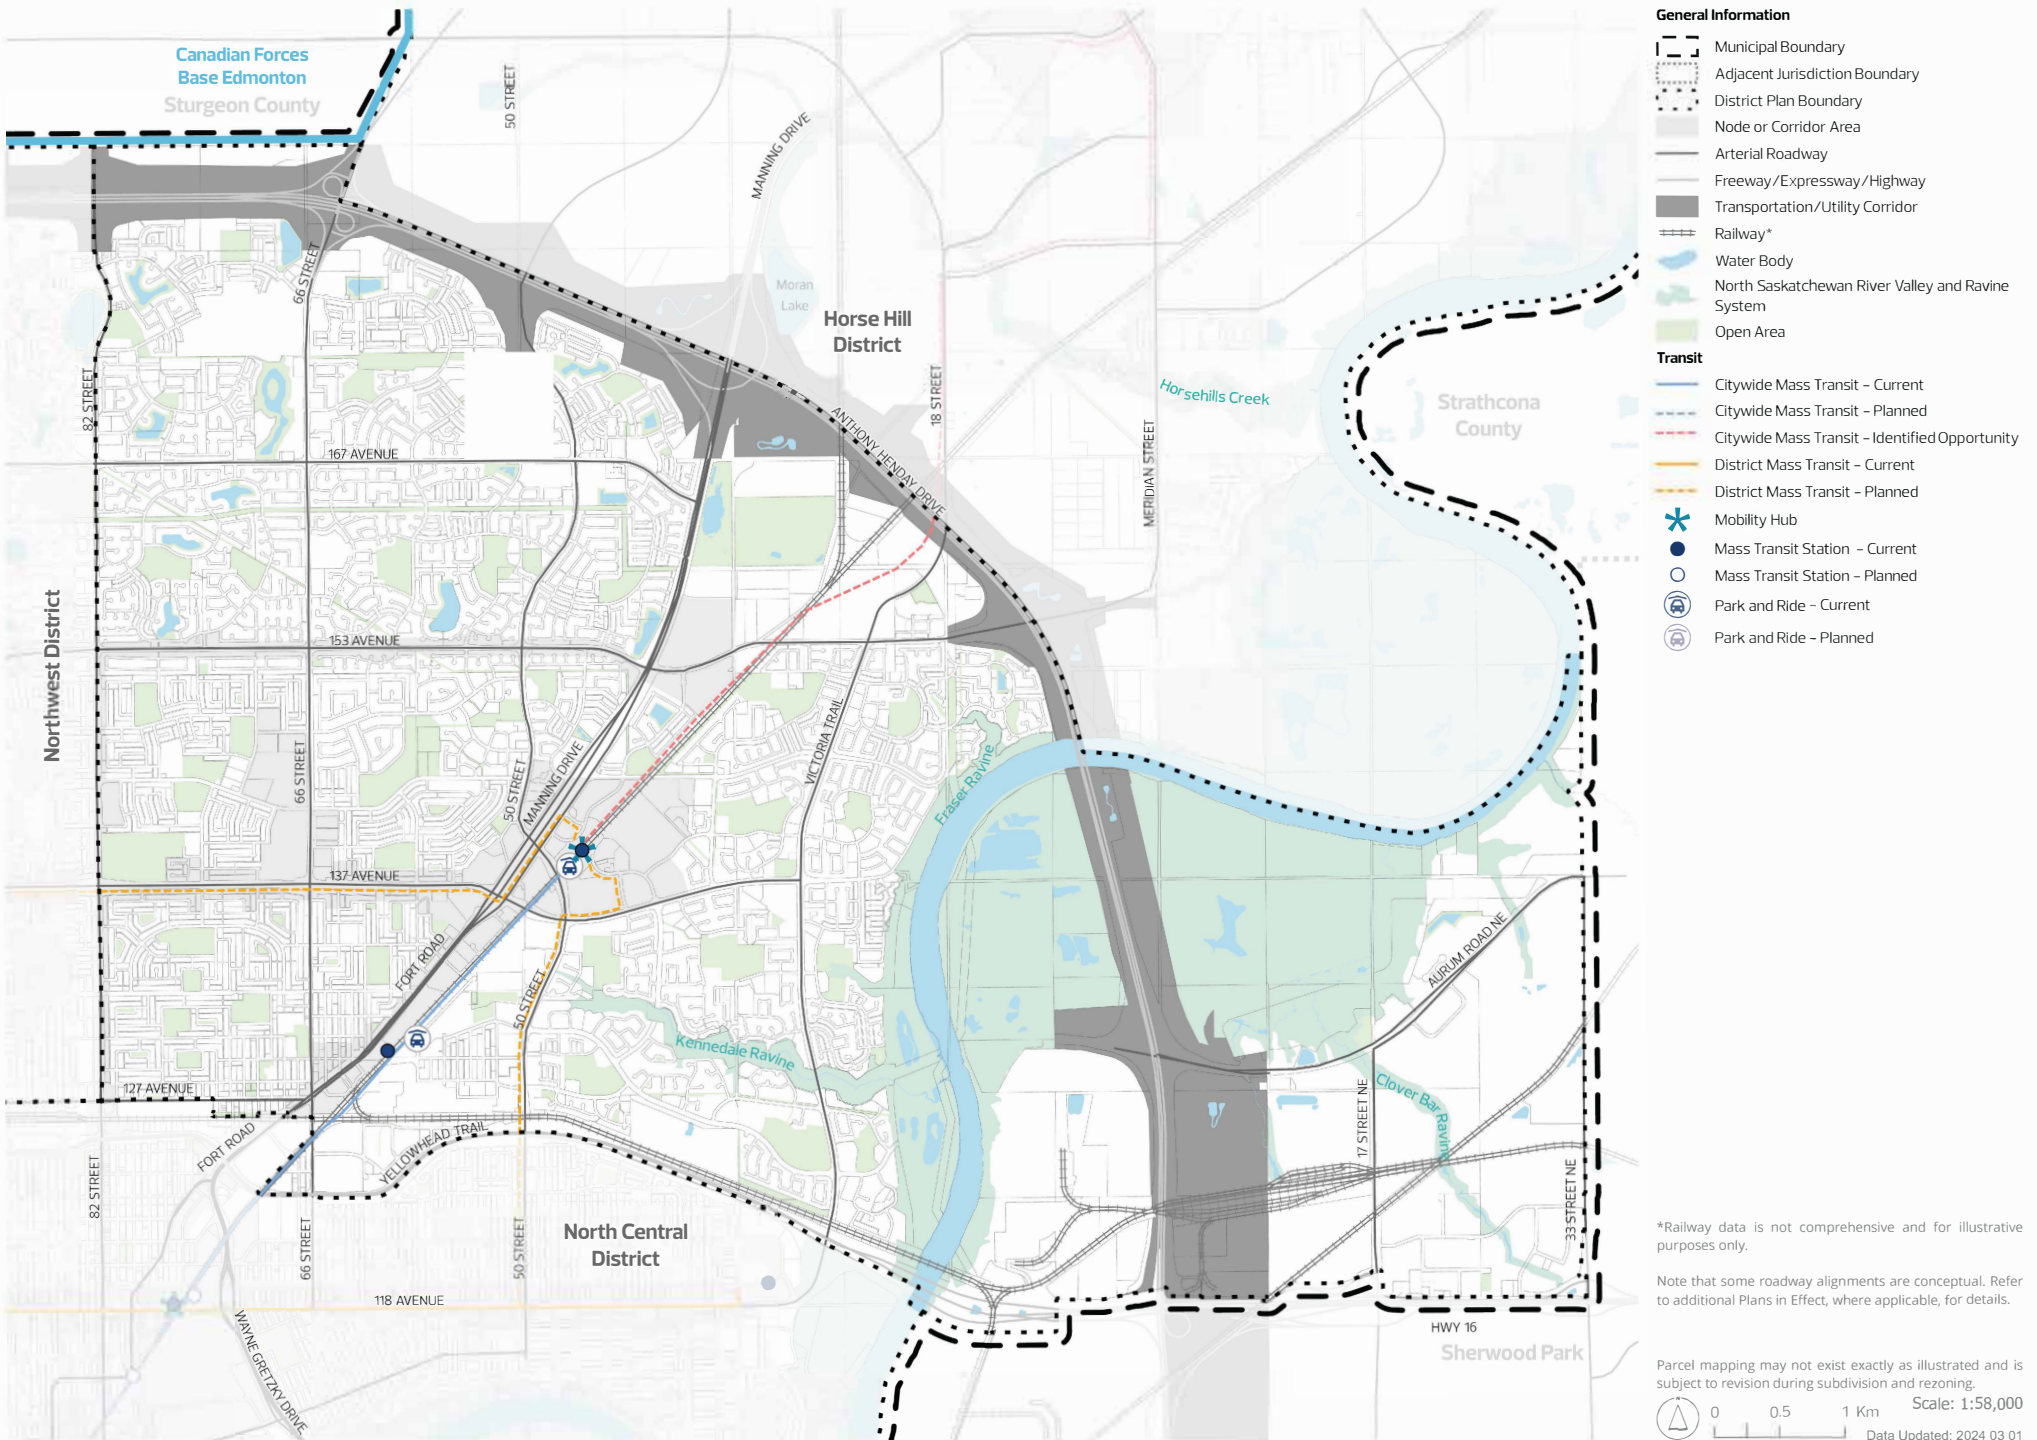 Canadian Forces
Base Edmonton
Sturgeon County
50 STREET
MANNING DRIVE
66 STREET
Moran
Lake
Horse Hill
District
82 STREET
18 STREET
ANTHONY HENDAY DRIVE
Horsehills Creek
Strathcona
County
MERIDIAN STREET
167 AVENUE
Northwest District
153 AVENUE
66 STREET
50 STREET
MANNING DRIVE
VICTORIA TRAIL
Fraser Ravine
137 AVENUE
FORT ROAD
50 STREET
AURUM ROAD NE
Kennedale Ravine
127 AVENUE
17 STREET NE
Clover Bar Ravine
FORT ROAD
YELLOWHEAD TRAIL
82 STREET
66 STREET
50 STREET
North Central
District
33 STREET NE
118 AVENUE
WAYNE GRETZKY DRIVE
HWY 16
Sherwood Park
General Information
Municipal Boundary
Adjacent Jurisdiction Boundary
District Plan Boundary
Node or Corridor Area
Arterial Roadway
Freeway/Expressway/Highway
Transportation/Utility Corridor
Railway*
Water Body
North Saskatchewan River Valley and Ravine
System
Open Area
Transit
Citywide Mass Transit - Current
Citywide Mass Transit - Planned
Citywide Mass Transit - Identified Opportunity
District Mass Transit - Current
District Mass Transit - Planned
Mobility Hub
Mass Transit Station - Current
Mass Transit Station - Planned
Park and Ride - Current
Park and Ride - Planned
*Railway data is not comprehensive and for illustrative
purposes only.
Note that some roadway alignments are conceptual. Refer
to additional Plans in Effect, where applicable, for details.
Parcel mapping may not exist exactly as illustrated and is
subject to revision during subdivision and rezoning.
Scale: 1:58,000
0 0.5 1 Km
Data Updated: 2024 03 01